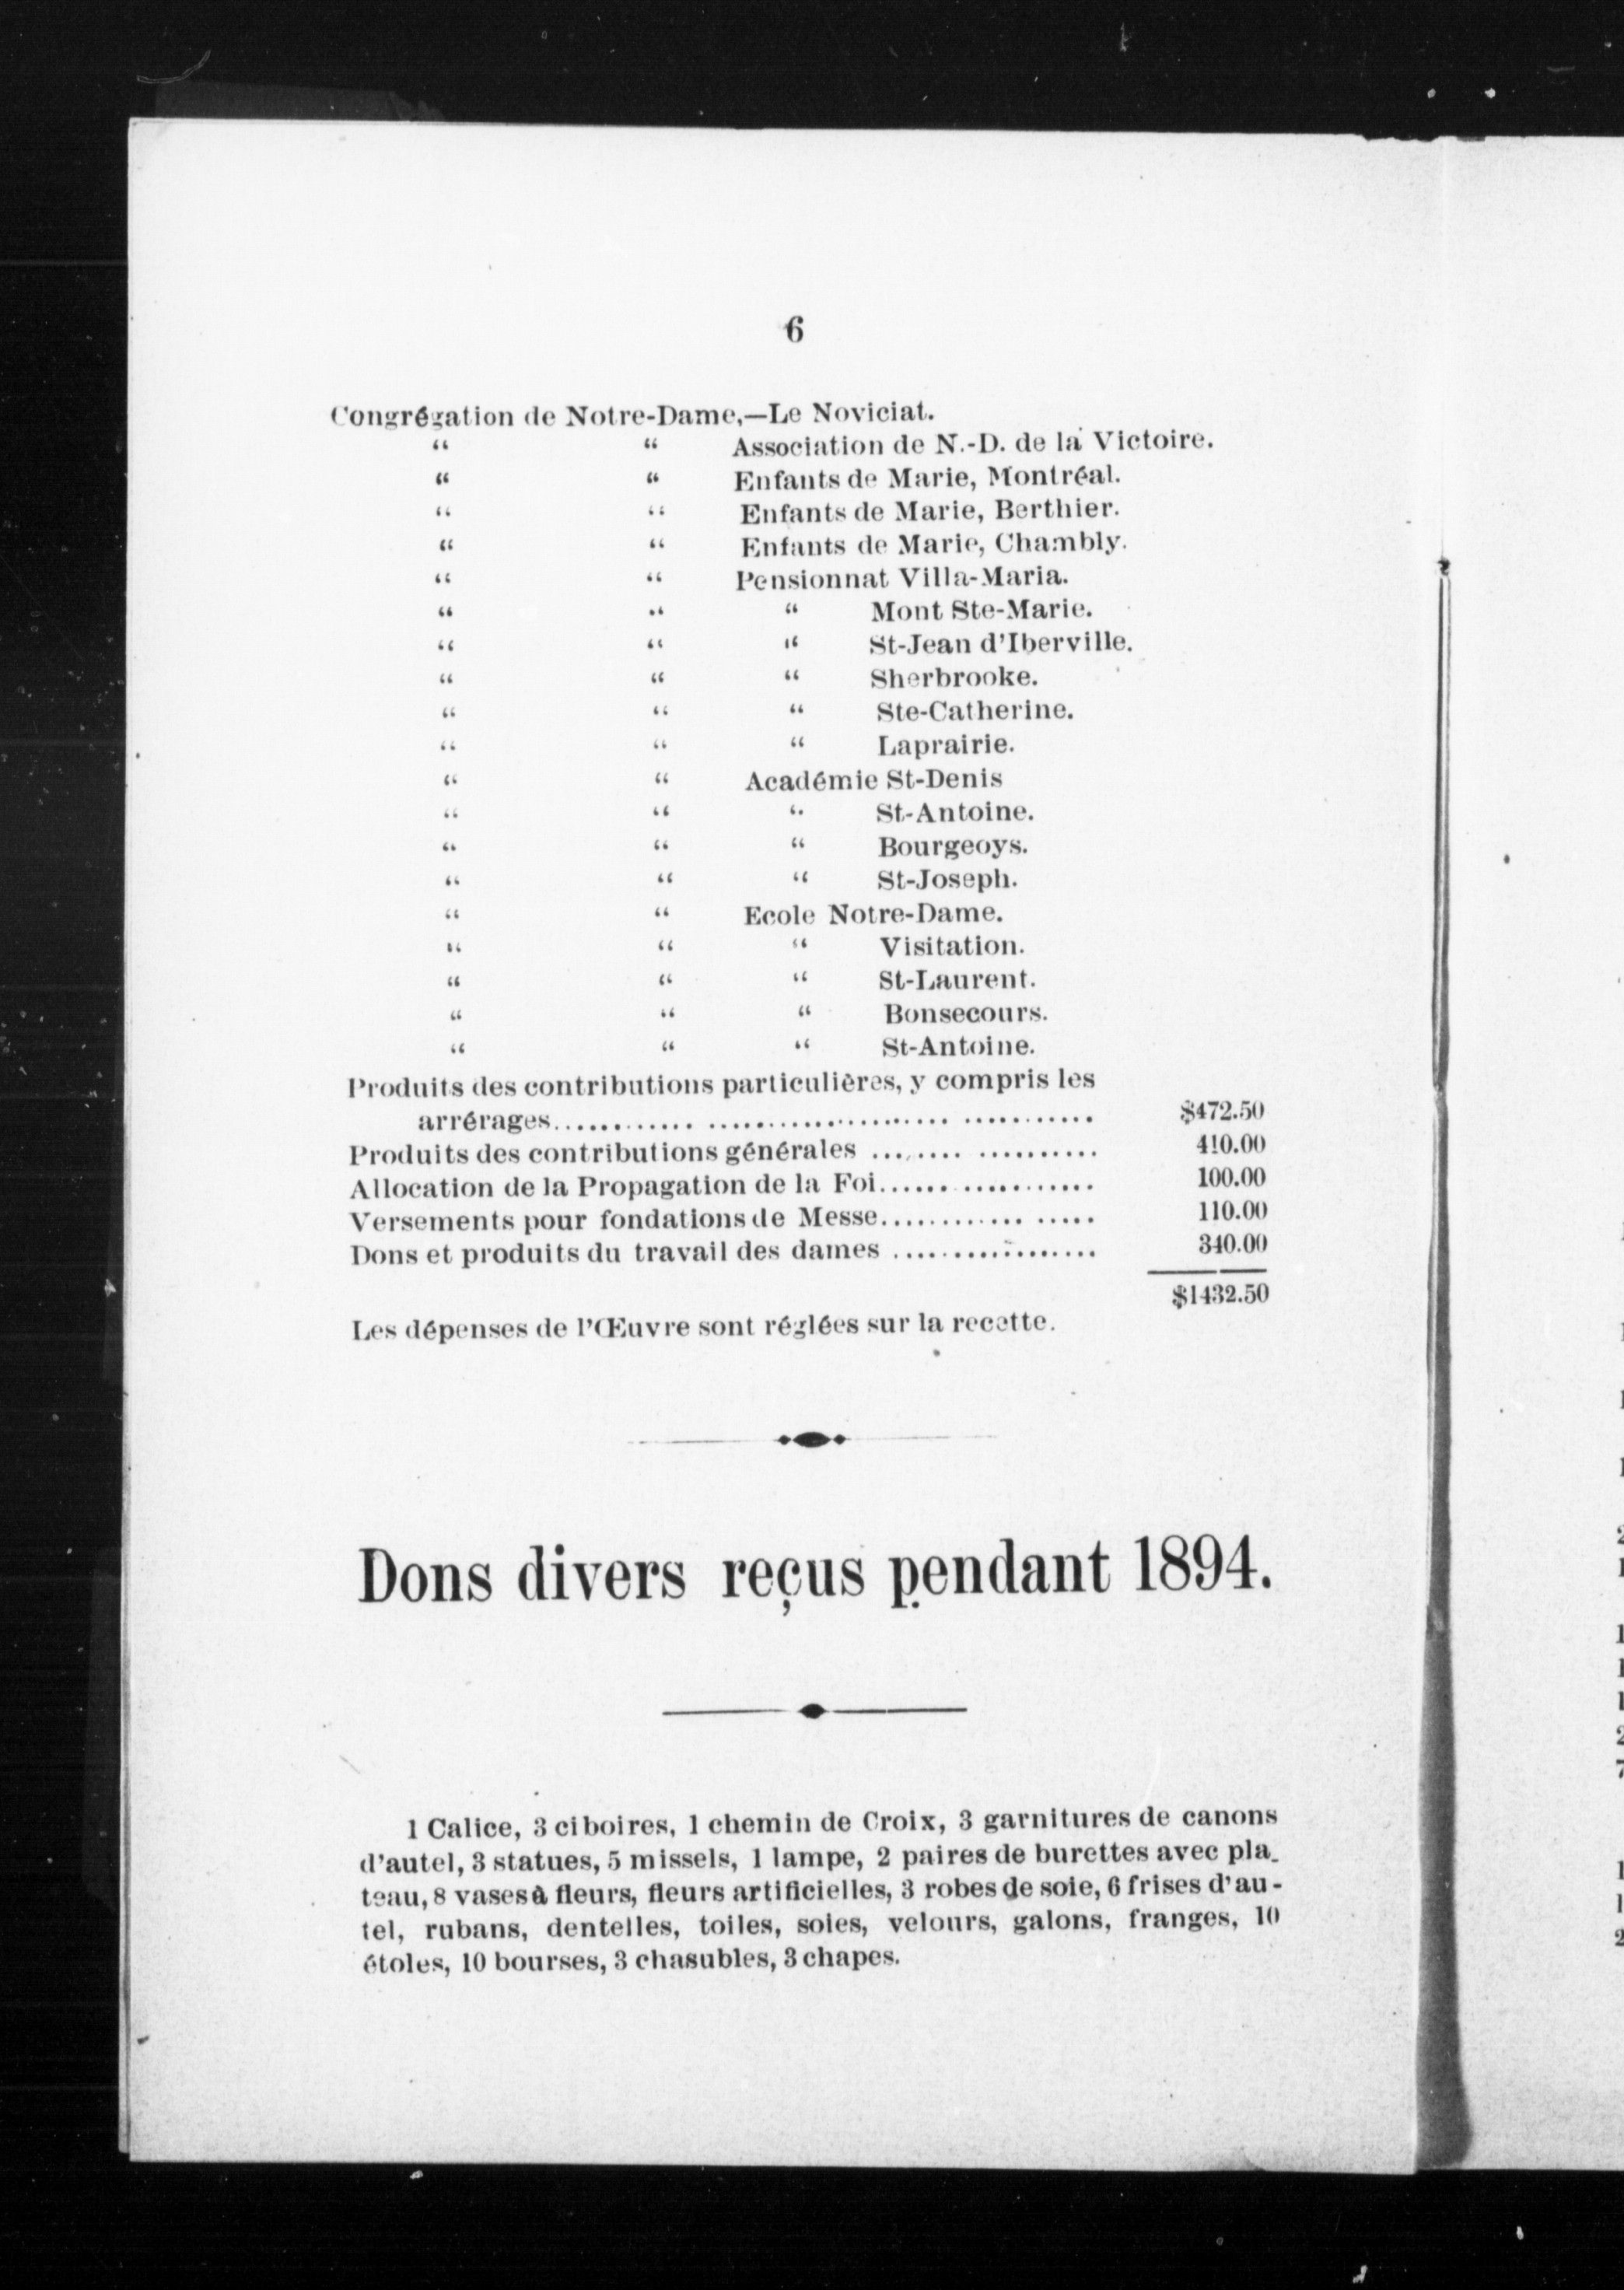 6
Congrégation de Notre-Dame,—Le Noviciat.
“ “ Association de N.-D. de la Victoire.
“ “ Enfants de Marie, Montréal.
“ “ Enfants de Marie, Berthier.
“ “ Enfants de Marie, Chambly.
“ “ Pensionnat Villa-Maria.
“ “ “ Mont Ste-Marie.
“ “ “ St-Jean d'Iberville.
“ “ “ Sherbrooke.
“ “ “ Ste-Catherine.
“ “ “ Laprairie.
“ “ Académie St-Denis
“ “ “ St-Antoine.
“ “ “ Bourgeoys.
“ “ “ St-Joseph.
“ “ Ecole Notre-Dame.
“ “ “ Visitation.
“ “ “ St-Laurent.
“ “ “ Bonsecours.
“ “ “ St-Antoine.
Produits des contributions particulières, y compris les
arrérages................................................ $472.50
Produits des contributions générales .................... 410.00
Allocation de la Propagation de la Foi.................. 100.00
Versements pour fondations de Messe.................. 110.00
Dons et produits du travail des dames .................. 340.00
$1432.50
Les dépenses de l'Œuvre sont réglées sur la recette.
Dons divers reçus pendant 1894.
1 Calice, 3 ciboires, 1 chemin de Croix, 3 garnitures de canons
d'autel, 3 statues, 5 missels, 1 lampe, 2 paires de burettes avec pla-
teau, 8 vases à fleurs, fleurs artificielles, 3 robes de soie, 6 frises d'au-
tel, rubans, dentelles, toiles, soies, velours, galons, franges, 10
étoles, 10 bourses, 3 chasubles, 3 chapes.